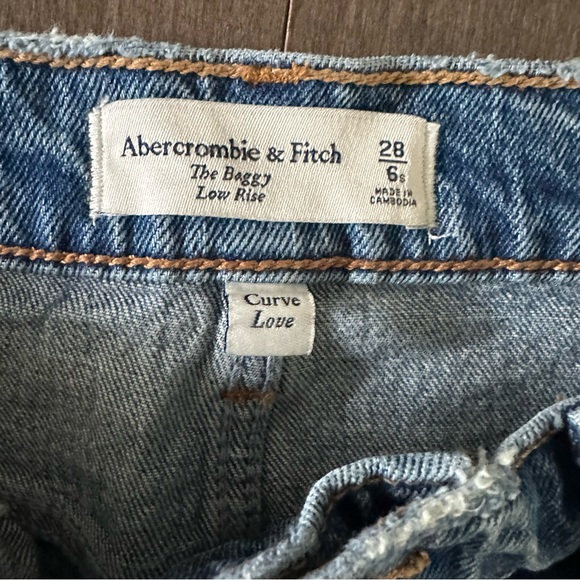 Abercrombie & Fitch
The Baggy
Low Rise
28
6s
MADE IN
CAMBODIA
Curve
Love